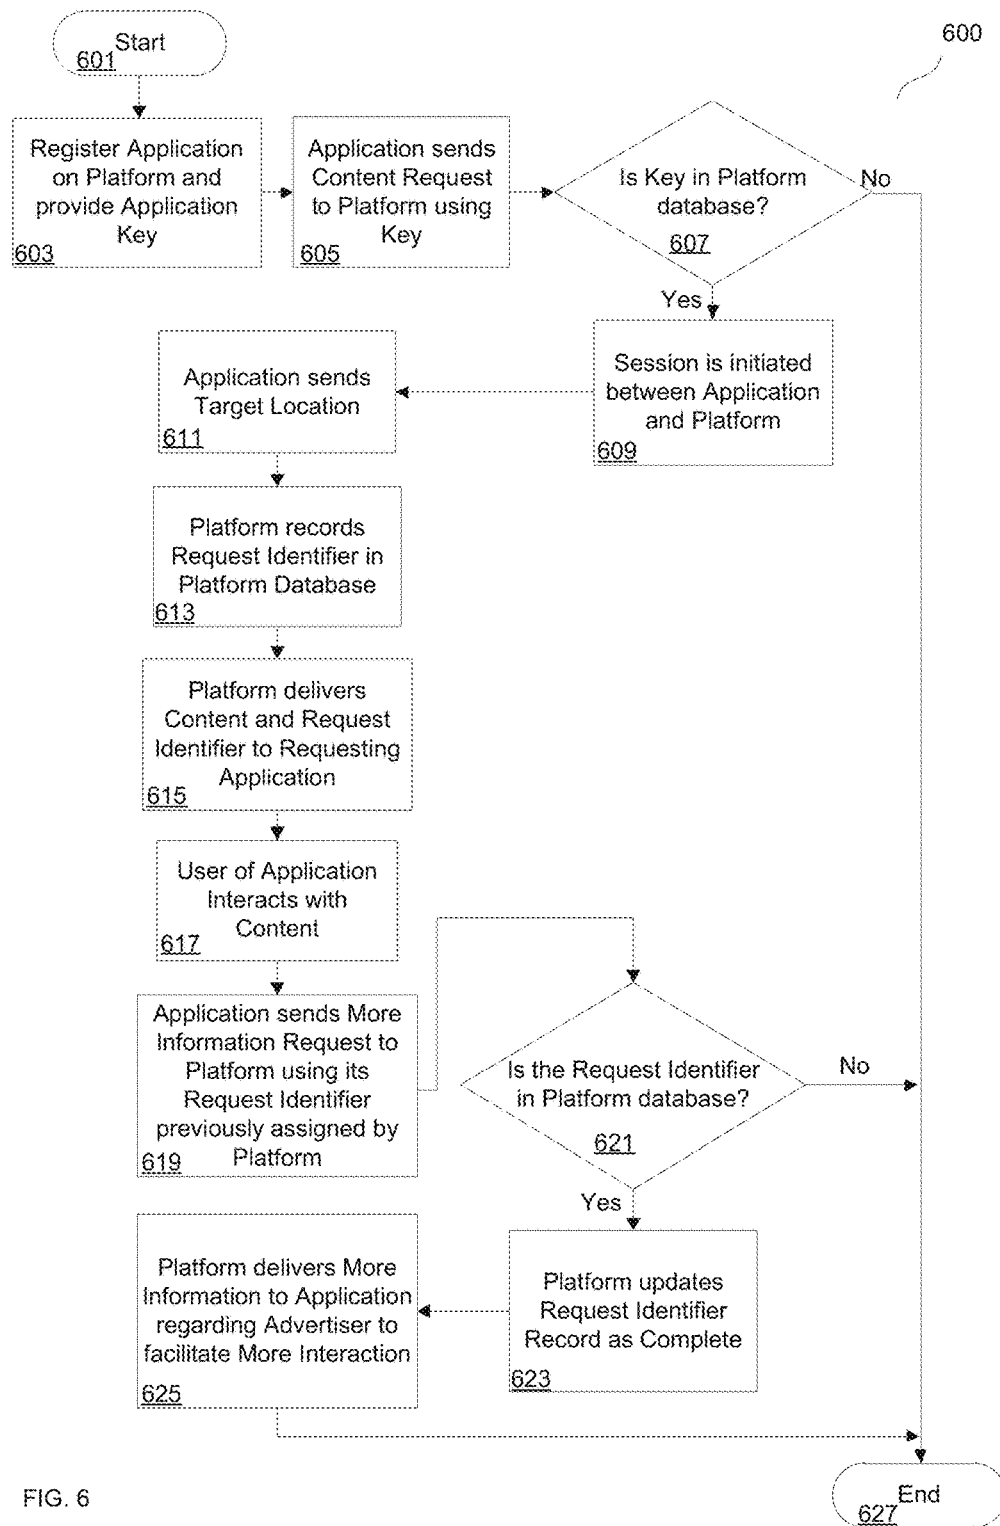 600
Start
601
Register Application
on Platform and
provide Application
Key
603
Application sends
Content Request
to Platform using
Key
605
Is Key in Platform
database?
607
No
Yes
Session is initiated
between Application
and Platform
609
Application sends
Target Location
611
Platform records
Request Identifier in
Platform Database
613
Platform delivers
Content and Request
Identifier to Requesting
Application
615
User of Application
Interacts with
Content
617
Application sends More
Information Request to
Platform using its
Request Identifier
previously assigned by
Platform
619
Is the Request Identifier
in Platform database?
621
No
Yes
Platform updates
Request Identifier
Record as Complete
623
Platform delivers More
Information to Application
regarding Advertiser to
facilitate More Interaction
625
End
627
FIG. 6